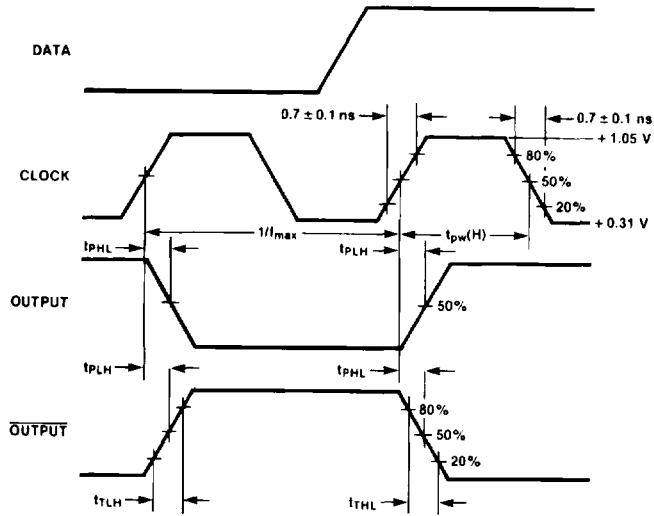 DATA
0.7 ± 0.1 ns
0.7 ± 0.1 ns
+ 1.05 V
CLOCK
80%
50%
20%
+ 0.31 V
1/fmax
tpw(H)
tPHL
tPLH
OUTPUT
50%
tPLH
tPHL
OUTPUT
80%
50%
20%
tTLH
tTHL